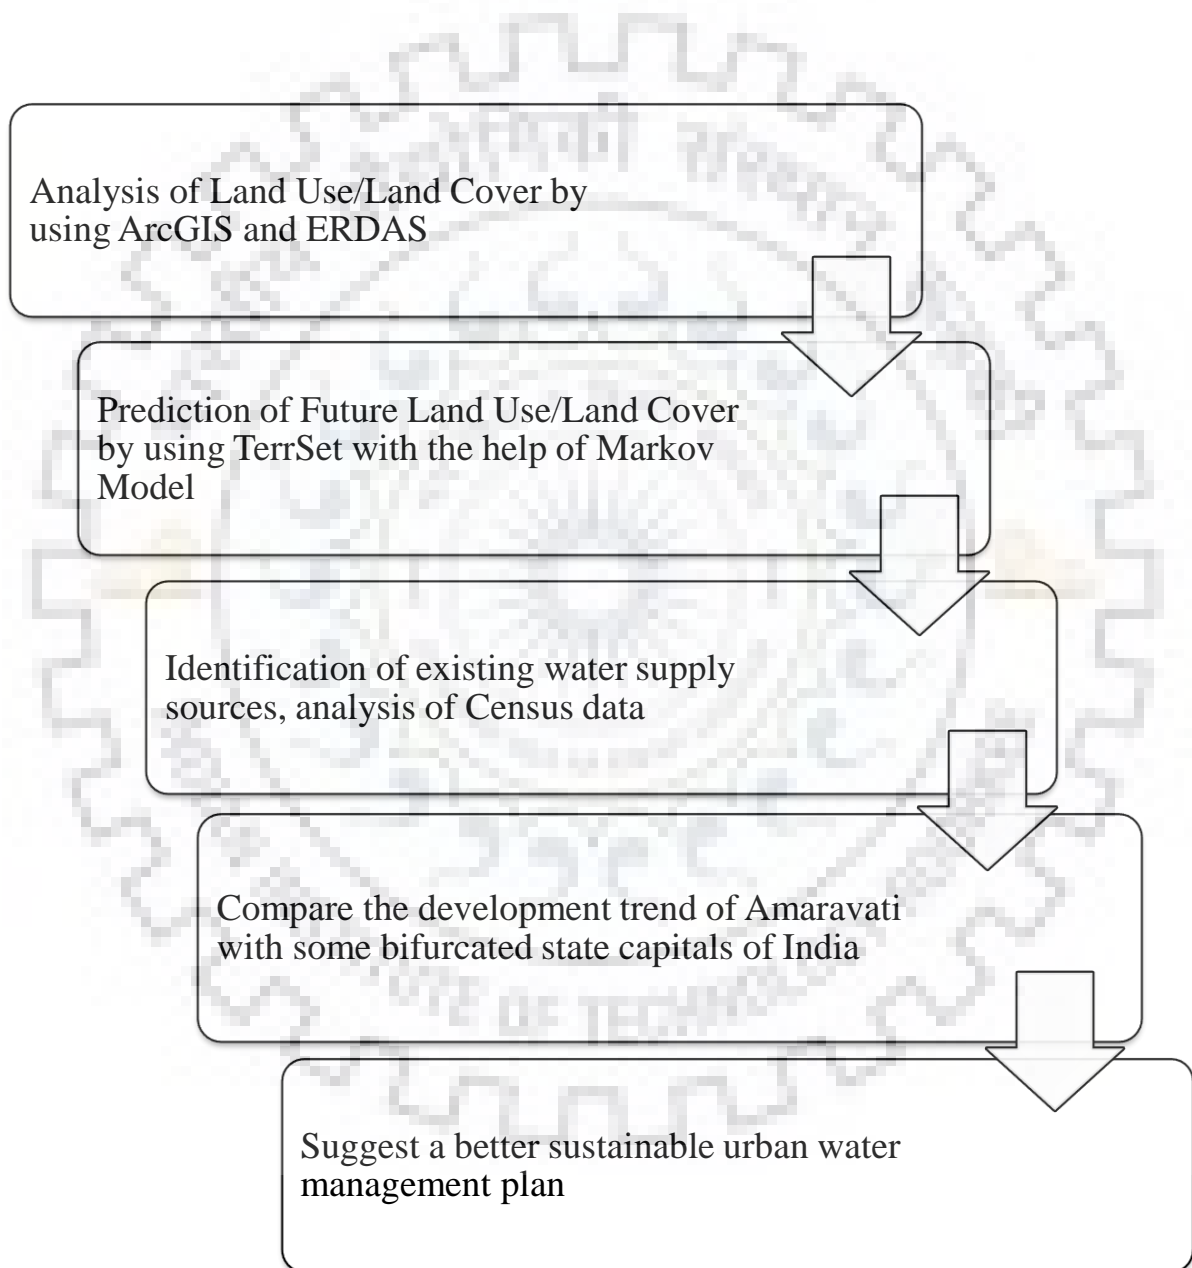 Analysis of Land Use/Land Cover by
using ArcGIS and ERDAS
Prediction of Future Land Use/Land Cover
by using TerrSet with the help of Markov
Model
Identification of existing water supply
sources, analysis of Census data
Compare the development trend of Amaravati
with some bifurcated state capitals of India
Suggest a better sustainable urban water
management plan